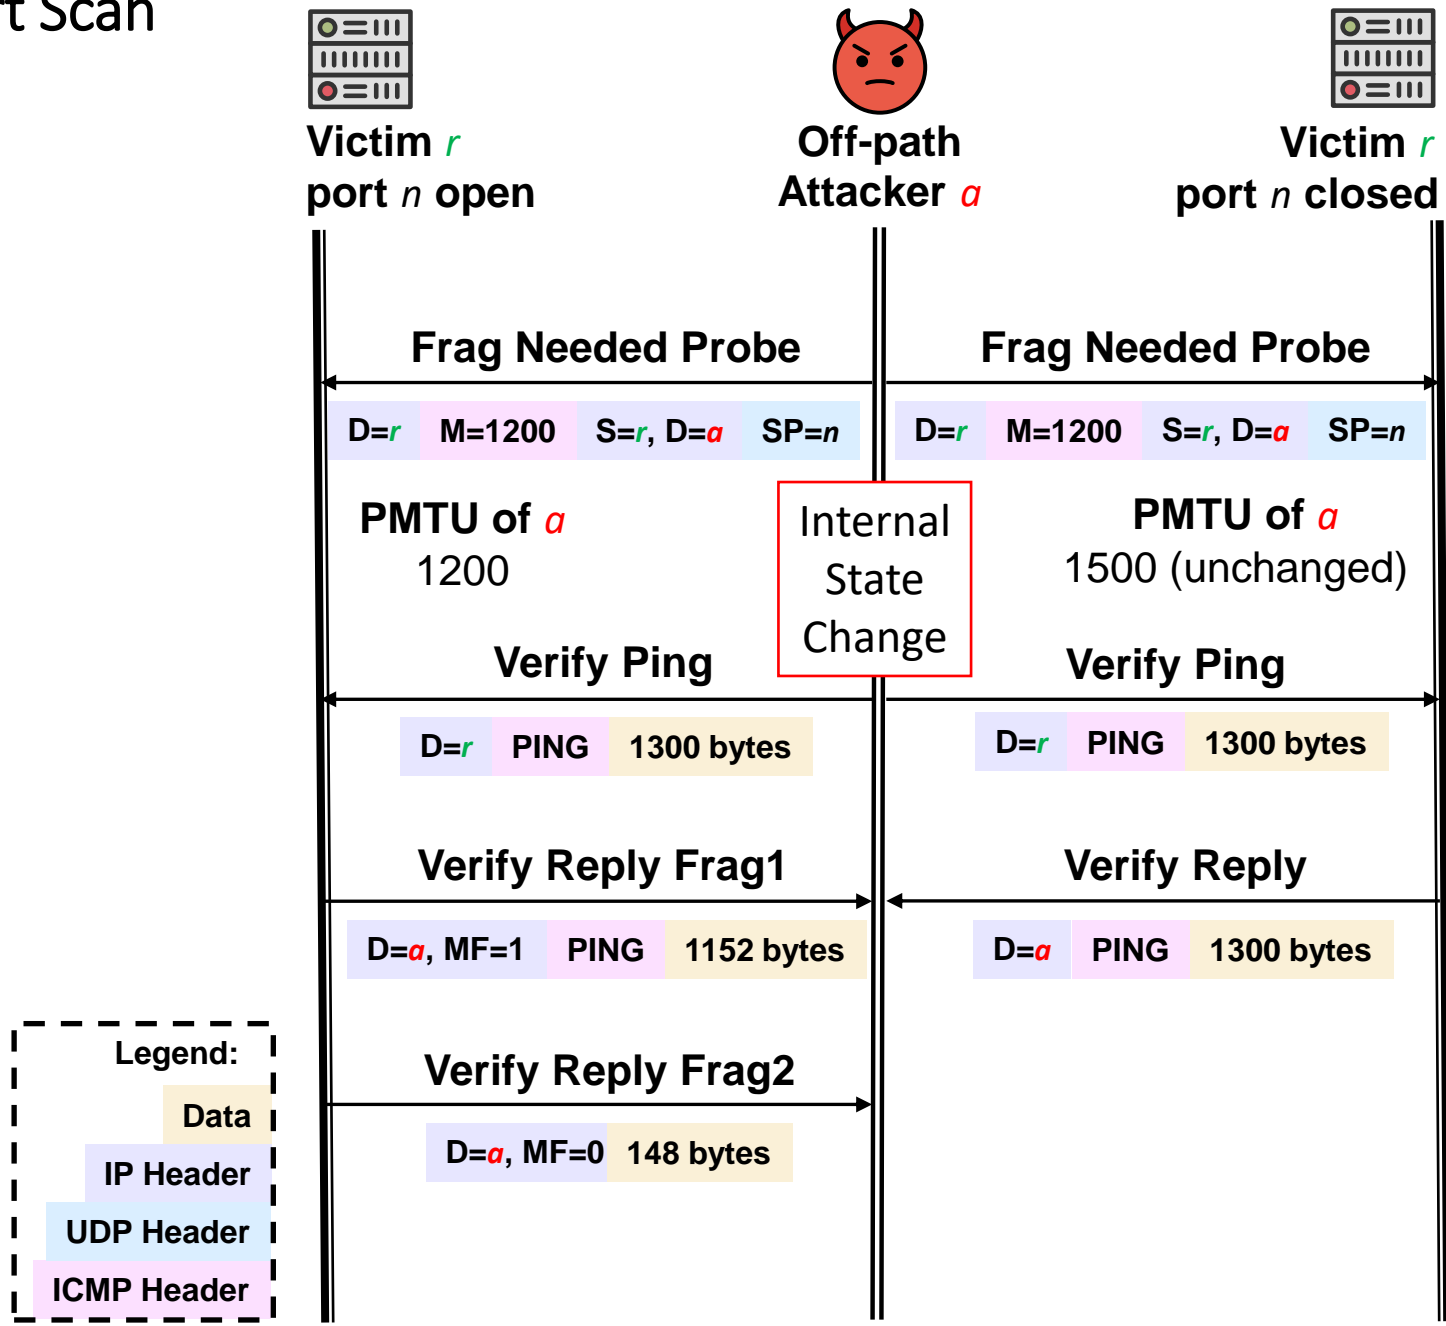 rt Scan
Victim r
port n open
Off-path
Attacker a
Victim r
port n closed
Frag Needed Probe
Frag Needed Probe
D=r M=1200 S=r, D=a SP=n
D=r M=1200 S=r, D=a SP=n
PMTU of a
1200
Internal
State
Change
PMTU of a
1500 (unchanged)
Verify Ping
Verify Ping
D=r PING 1300 bytes
D=r PING 1300 bytes
Verify Reply Frag1
Verify Reply
D=a, MF=1 PING 1152 bytes
D=a PING 1300 bytes
Verify Reply Frag2
D=a, MF=0 148 bytes
Legend:
Data
IP Header
UDP Header
ICMP Header